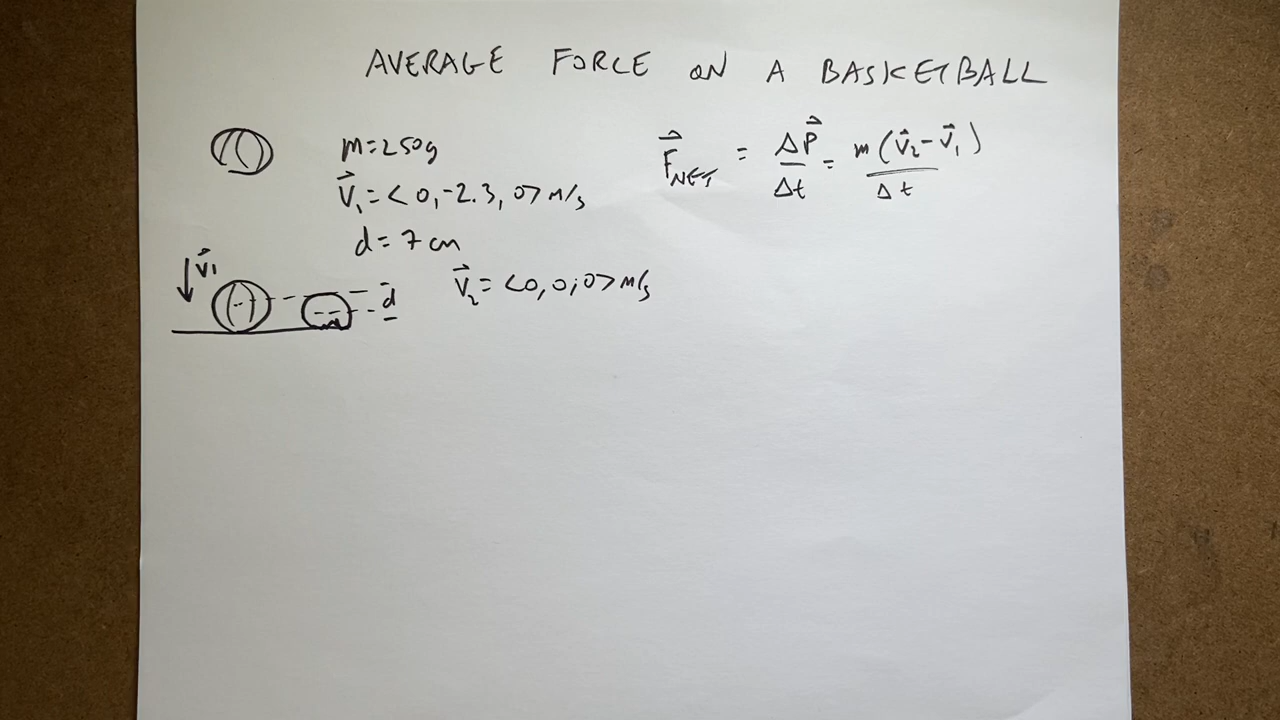 AVERAGE FORCE ON A BASKETBALL
m=250g
V⃗₁ = <0,-2.3, 0> m/s
d= 7 cm
V⃗₂ = <0,0,0> m/s
V⃗₁
d
F⃗NET = ΔP⃗/Δt = m(V⃗₂-V⃗₁)/Δt